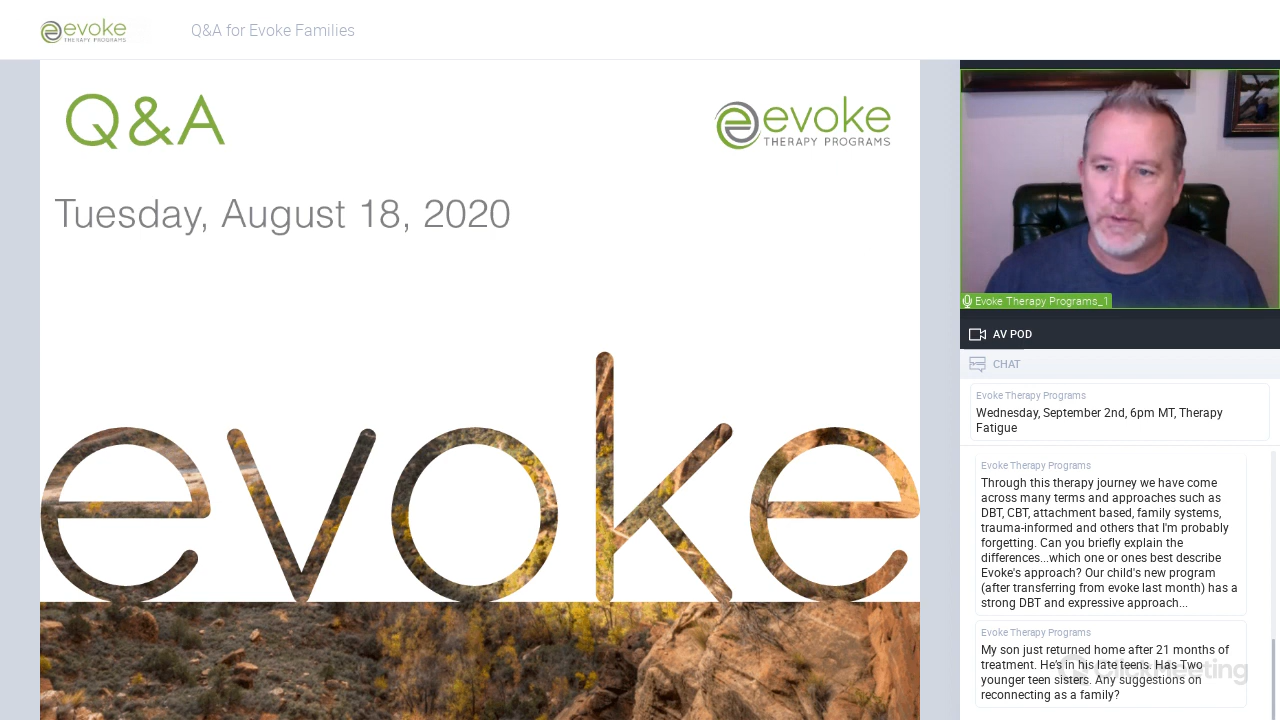 evoke
THERAPY PROGRAMS
Q&A for Evoke Families
Q&A
evoke
THERAPY PROGRAMS
Tuesday, August 18, 2020
evoke
Evoke Therapy Programs_1
AV POD
CHAT
Evoke Therapy Programs
Wednesday, September 2nd, 6pm MT, Therapy
Fatigue
Evoke Therapy Programs
Through this therapy journey we have come
across many terms and approaches such as
DBT, CBT, attachment based, family systems,
trauma-informed and others that I'm probably
forgetting. Can you briefly explain the
differences...which one or ones best describe
Evoke's approach? Our child's new program
(after transferring from evoke last month) has a
strong DBT and expressive approach...
Evoke Therapy Programs
My son just returned home after 21 months of
treatment. He's in his late teens. Has Two
younger teen sisters. Any suggestions on
reconnecting as a family?
ClickMeeting